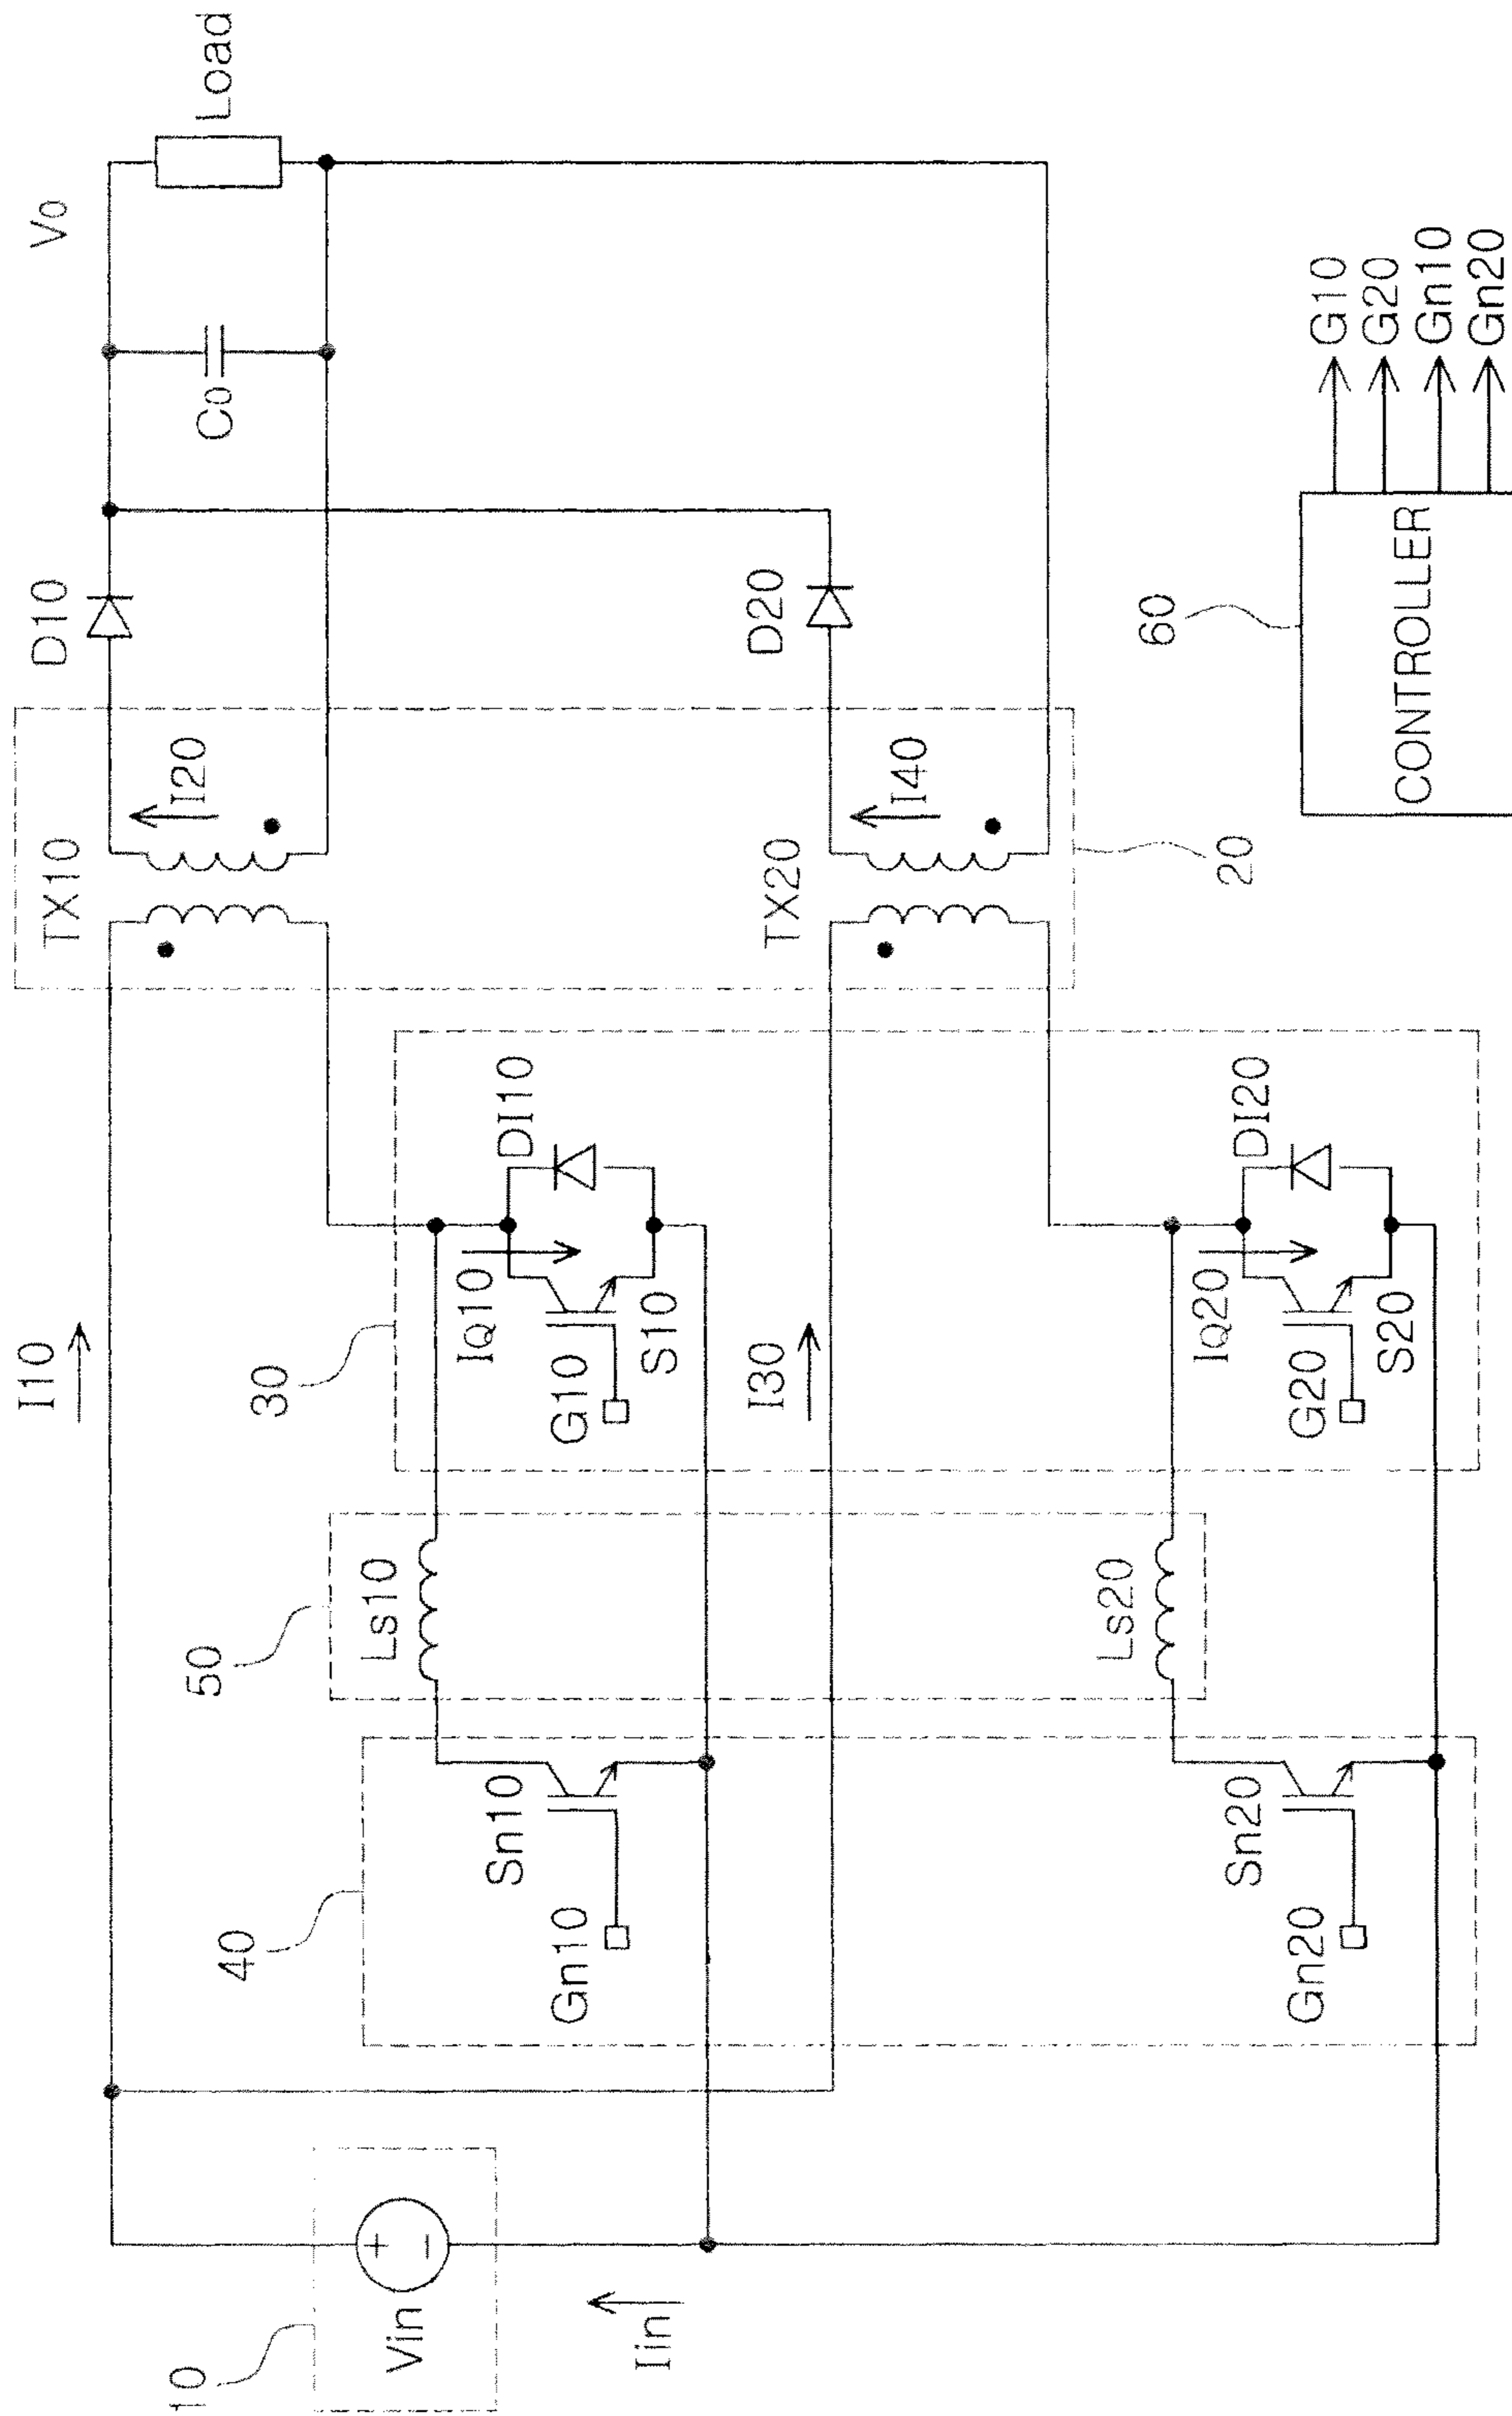 10
Vin
Iin
40
Gn10
Sn10
Gn20
Sn20
50
Ls10
Ls20
I10
30
G10
IQ10
S10
DI10
I30
G20
IQ20
S20
DI20
TX10
I20
TX20
I40
20
D10
D20
C0
V0
Load
60
CONTROLLER
G10
G20
Gn10
Gn20
+
−